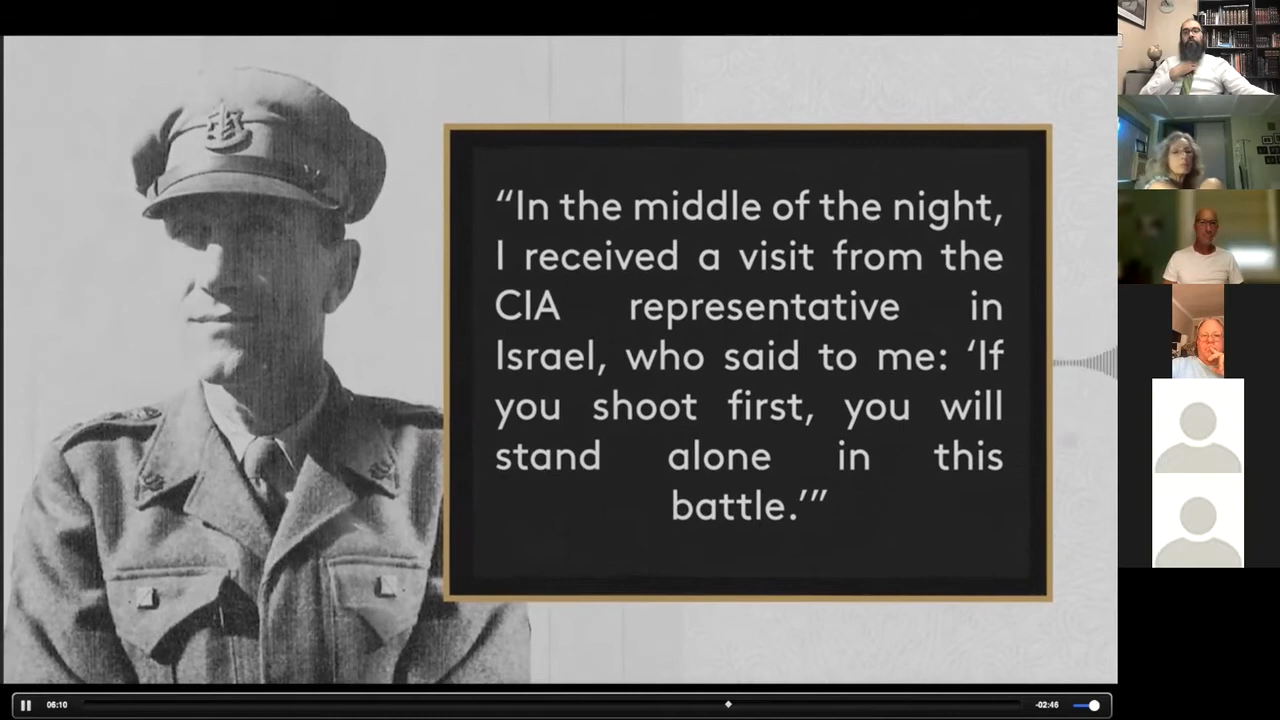 “In the middle of the night,
I received a visit from the
CIA representative in
Israel, who said to me: ‘If
you shoot first, you will
stand alone in this
battle.’”
06:10
-02:46